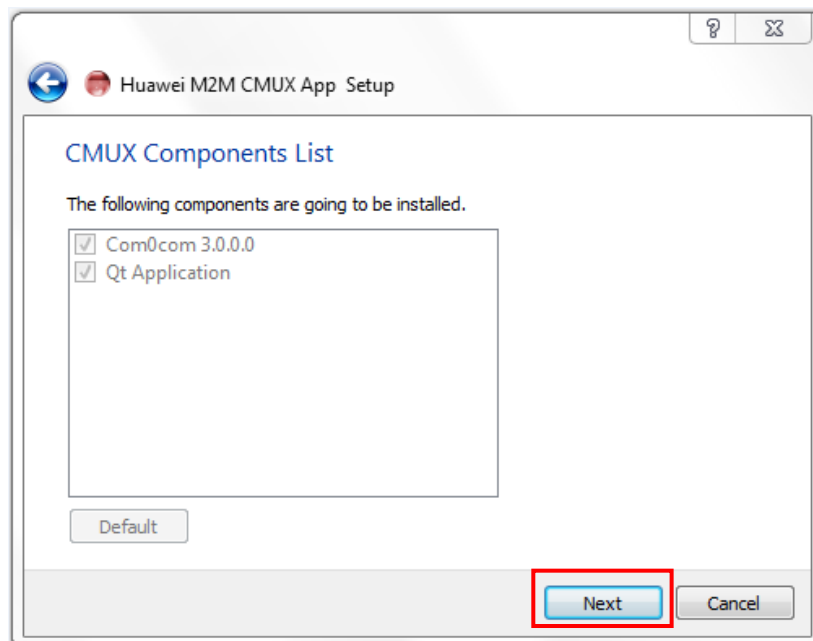 ?
Huawei M2M CMUX App Setup
CMUX Components List
The following components are going to be installed.
Com0com 3.0.0.0
Qt Application
Default
Next
Cancel